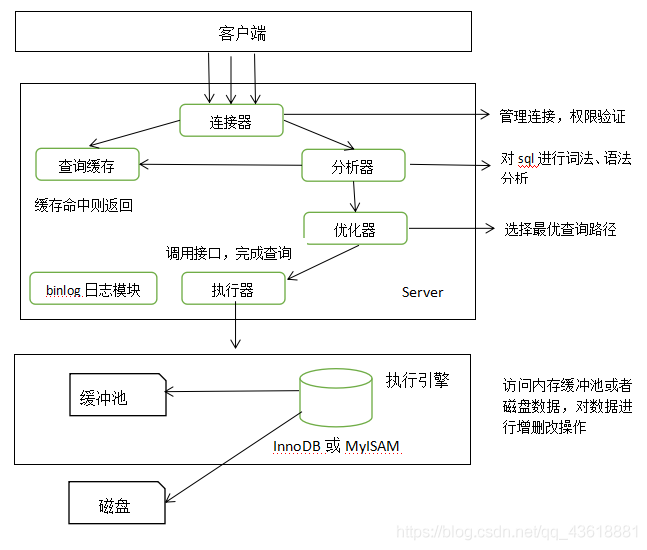 客户端
连接器
管理连接，权限验证
查询缓存
分析器
对 sql 进行词法、语法
分析
缓存命中则返回
优化器
选择最优查询路径
调用接口，完成查询
binlog 日志模块
执行器
Server
执行引擎
缓冲池
访问内存缓冲池或者
磁盘数据，对数据进
行增删改操作
InnoDB 或 MyISAM
磁盘
https://blog.csdn.net/qq_43618881